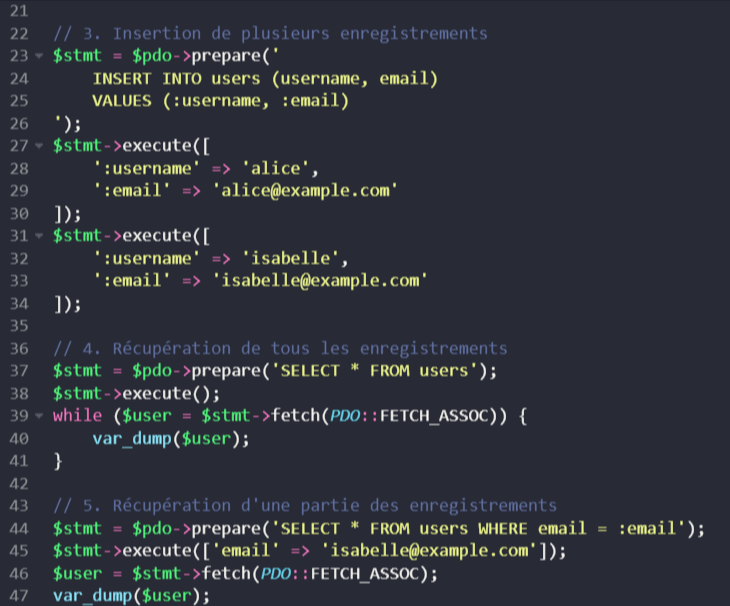 21
22 // 3. Insertion de plusieurs enregistrements
23 $stmt = $pdo->prepare('
24     INSERT INTO users (username, email)
25     VALUES (:username, :email)
26 ');
27 $stmt->execute([
28     ':username' => 'alice',
29     ':email' => 'alice@example.com'
30 ]);
31 $stmt->execute([
32     ':username' => 'isabelle',
33     ':email' => 'isabelle@example.com'
34 ]);
35
36 // 4. Récupération de tous les enregistrements
37 $stmt = $pdo->prepare('SELECT * FROM users');
38 $stmt->execute();
39 while ($user = $stmt->fetch(PDO::FETCH_ASSOC)) {
40     var_dump($user);
41 }
42
43 // 5. Récupération d'une partie des enregistrements
44 $stmt = $pdo->prepare('SELECT * FROM users WHERE email = :email');
45 $stmt->execute(['email' => 'isabelle@example.com']);
46 $user = $stmt->fetch(PDO::FETCH_ASSOC);
47 var_dump($user);